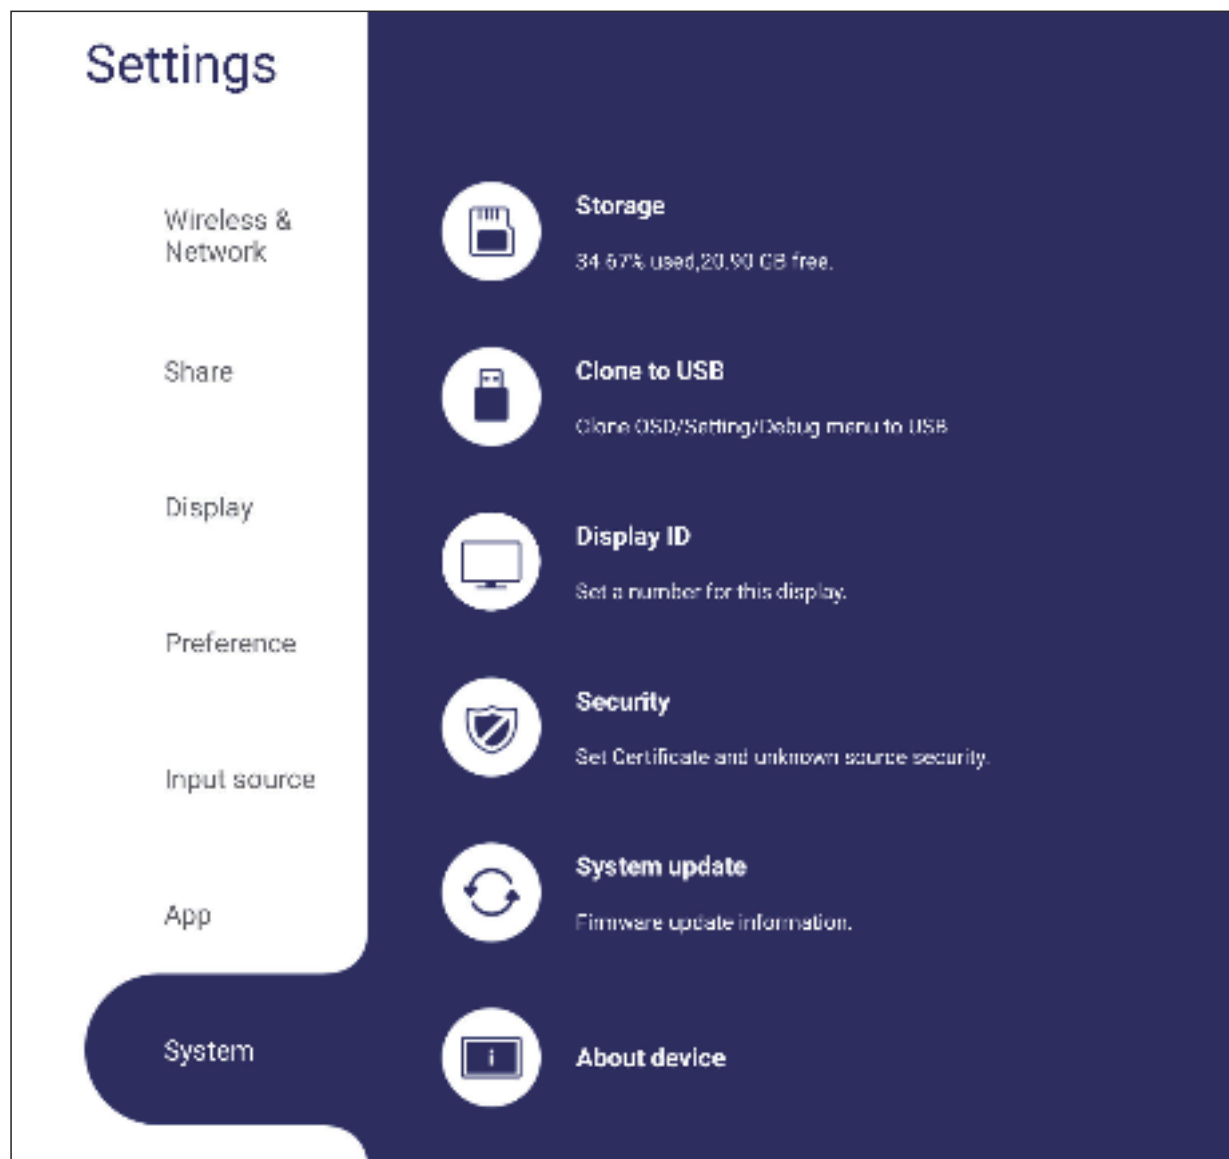 Settings
Wireless &
Network
Share
Display
Preference
Input source
App
System
Storage
34.67% used,20.90 GB free.
Clone to USB
Clone OSD/Setting/Debug menu to USB
Display ID
Set a number for this display.
Security
Set Certificate and unknown source security.
System update
Firmware update information.
i
About device